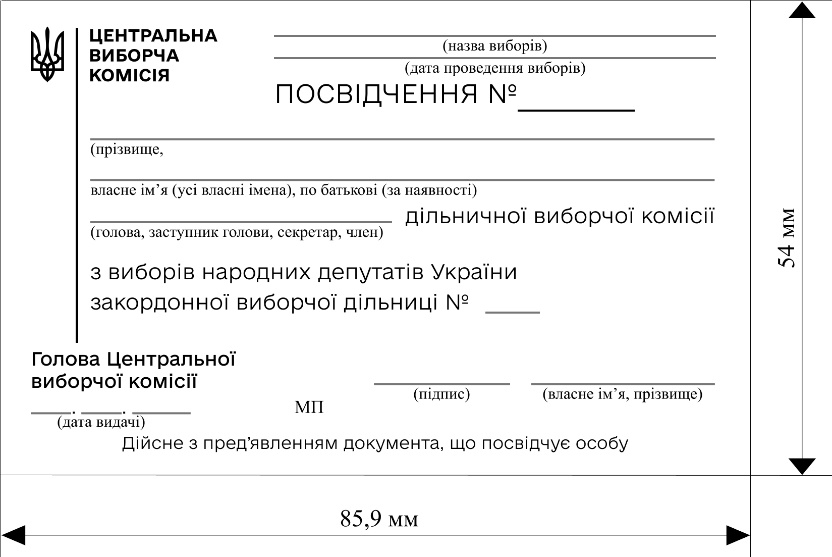 ЦЕНТРАЛЬНА
ВИБОРЧА
КОМІСІЯ
(назва виборів)
(дата проведення виборів)
ПОСВІДЧЕННЯ №
(прізвище,
власне ім’я (усі власні імена), по батькові (за наявності)
дільничної виборчої комісії
(голова, заступник голови, секретар, член)
з виборів народних депутатів України
закордонної виборчої дільниці №
Голова Центральної
виборчої комісії
(підпис)
(власне ім’я, прізвище)
МП
(дата видачі)
Дійсне з пред’явленням документа, що посвідчує особу
54 мм
85,9 мм